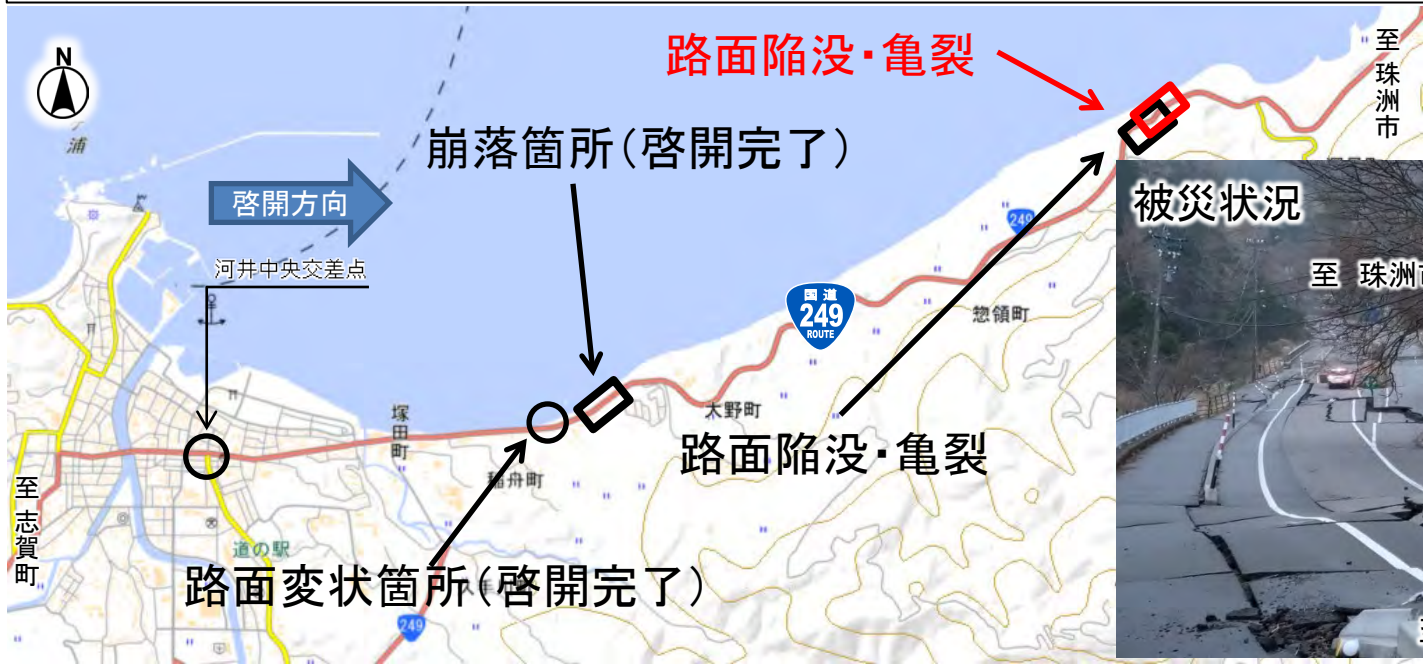 路面陥没・亀裂
至 珠洲市
N
浦
崩落箇所（啓開完了）
啓開方向
被災状況
249
河井中央交差点
至 珠洲市
国道
249
ROUTE
惣領町
塚田町
大野町
路面陥没・亀裂
稲舟町
至 志賀町
道の駅
路面変状箇所（啓開完了）
249